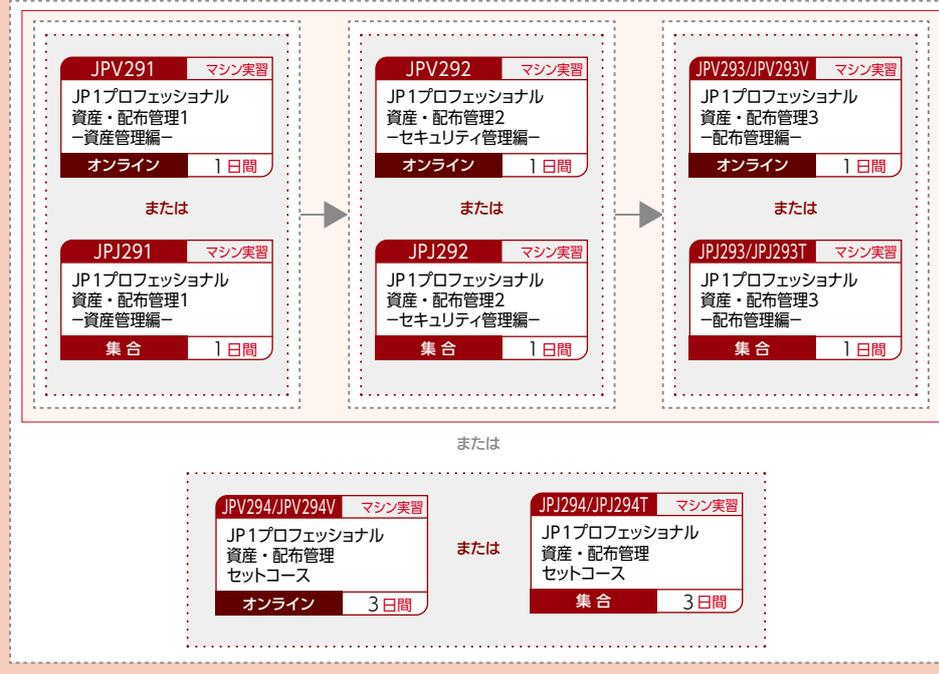 JPV291 マシン実習
JP1プロフェッショナル
資産・配布管理1
−資産管理編−
オンライン 1日間
または
JPJ291 マシン実習
JP1プロフェッショナル
資産・配布管理1
−資産管理編−
集合 1日間
JPV292 マシン実習
JP1プロフェッショナル
資産・配布管理2
−セキュリティ管理編−
オンライン 1日間
または
JPJ292 マシン実習
JP1プロフェッショナル
資産・配布管理2
−セキュリティ管理編−
集合 1日間
JPV293/JPV293V マシン実習
JP1プロフェッショナル
資産・配布管理3
−配布管理編−
オンライン 1日間
または
JPJ293/JPJ293T マシン実習
JP1プロフェッショナル
資産・配布管理3
−配布管理編−
集合 1日間
または
JPV294/JPV294V マシン実習
JP1プロフェッショナル
資産・配布管理
セットコース
オンライン 3日間
または
JPJ294/JPJ294T マシン実習
JP1プロフェッショナル
資産・配布管理
セットコース
集合 3日間